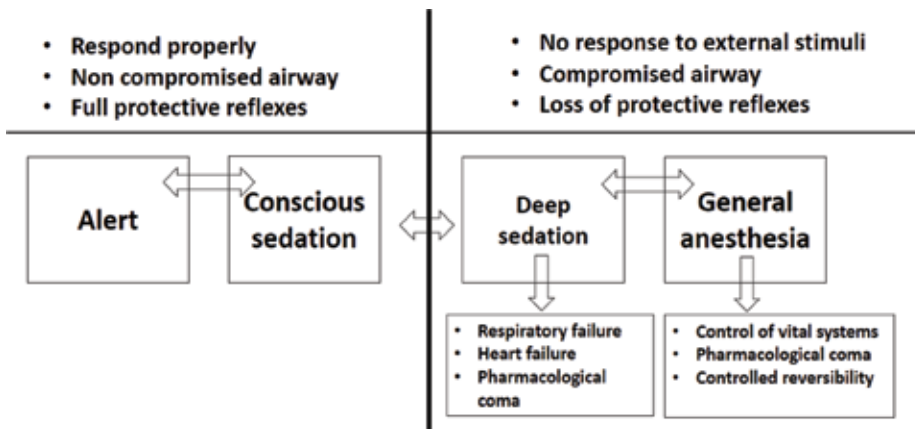 • Respond properly
• Non compromised airway
• Full protective reflexes
• No response to external stimuli
• Compromised airway
• Loss of protective reflexes
Alert
Conscious
sedation
Deep
sedation
General
anesthesia
• Respiratory failure
• Heart failure
• Pharmacological
coma
• Control of vital systems
• Pharmacological coma
• Controlled reversibility